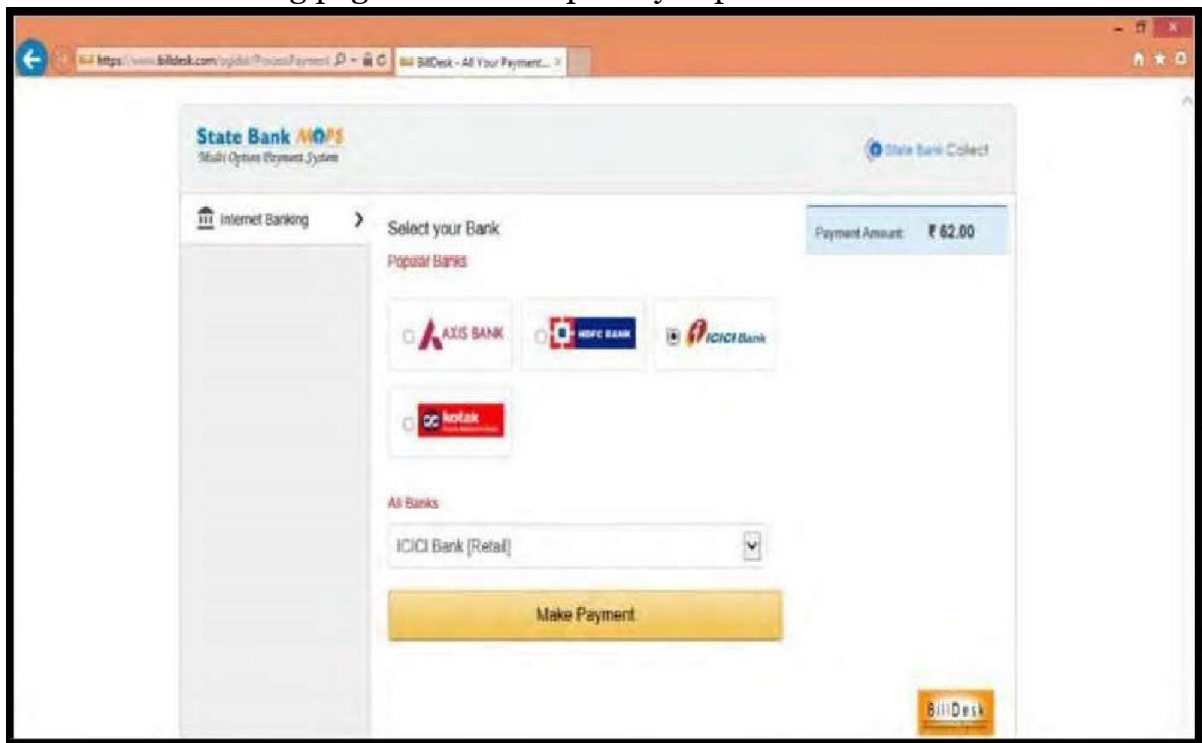 https://www.billdesk.com/pgidsk/ProcessPayment
BillDesk - All Your Payment...
State Bank MOPS
Multi Option Payment System
State Bank Collect
Internet Banking
Select your Bank
Payment Amount: ₹ 62.00
Popular Banks
AXIS BANK
HDFC BANK
ICICI Bank
kotak
All Banks
ICICI Bank [Retail]
Make Payment
BillDesk